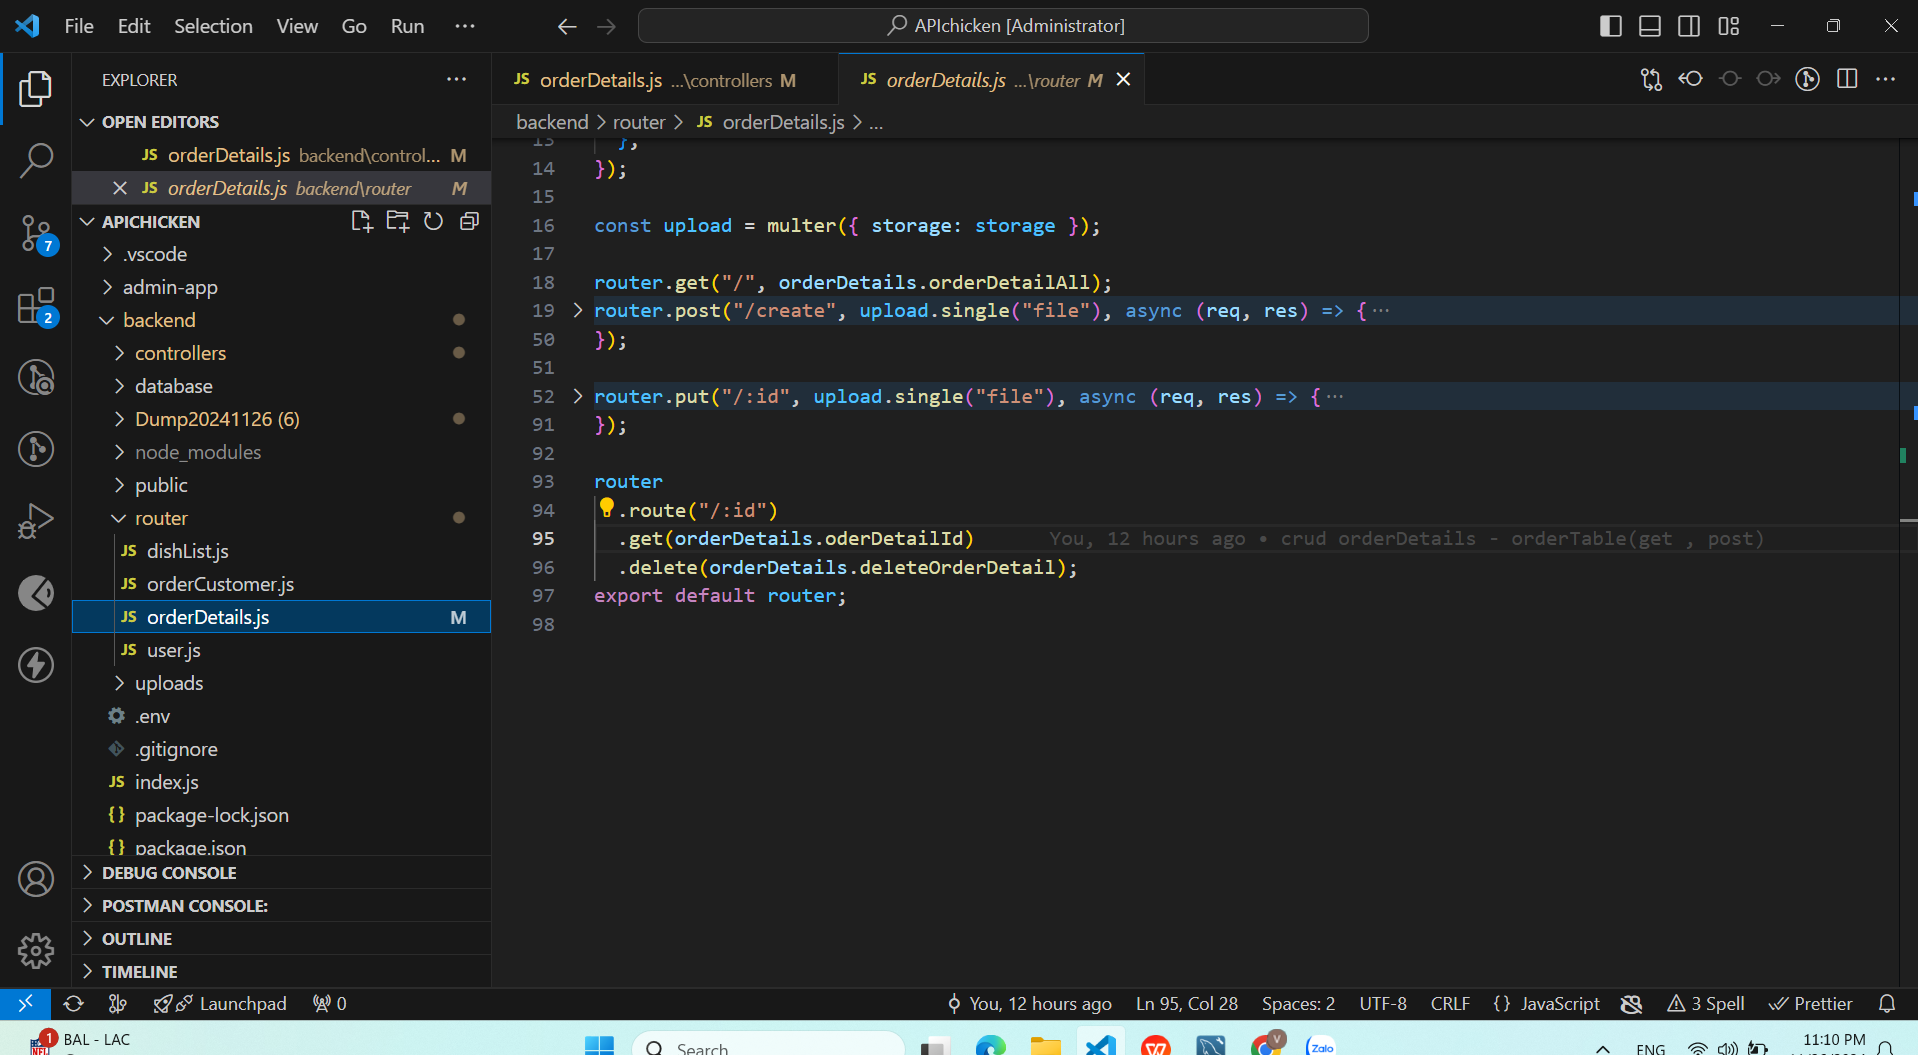 File Edit Selection View Go Run ···
APIchicken [Administrator]
EXPLORER
OPEN EDITORS
JS orderDetails.js backend\control... M
JS orderDetails.js backend\router M
APICHICKEN
.vscode
admin-app
backend
controllers
database
Dump20241126 (6)
node_modules
public
router
JS dishList.js
JS orderCustomer.js
JS orderDetails.js M
JS user.js
uploads
.env
.gitignore
JS index.js
{} package-lock.json
{} package.json
DEBUG CONSOLE
POSTMAN CONSOLE:
OUTLINE
TIMELINE
7
2
JS orderDetails.js ...\controllers M
JS orderDetails.js ...\router M
backend > router > JS orderDetails.js > ...
13 };
14 });
15
16 const upload = multer({ storage: storage });
17
18 router.get("/", orderDetails.orderDetailAll);
19 router.post("/create", upload.single("file"), async (req, res) => {···
50 });
51
52 router.put("/:id", upload.single("file"), async (req, res) => {···
91 });
92
93 router
94 .route("/:id")
95 .get(orderDetails.oderDetailId) You, 12 hours ago • crud orderDetails - orderTable(get , post)
96 .delete(orderDetails.deleteOrderDetail);
97 export default router;
98
Launchpad 0 You, 12 hours ago Ln 95, Col 28 Spaces: 2 UTF-8 CRLF {} JavaScript 3 Spell Prettier
1 BAL - LAC
NFL
Search
V
Zalo
ENG
11:10 PM